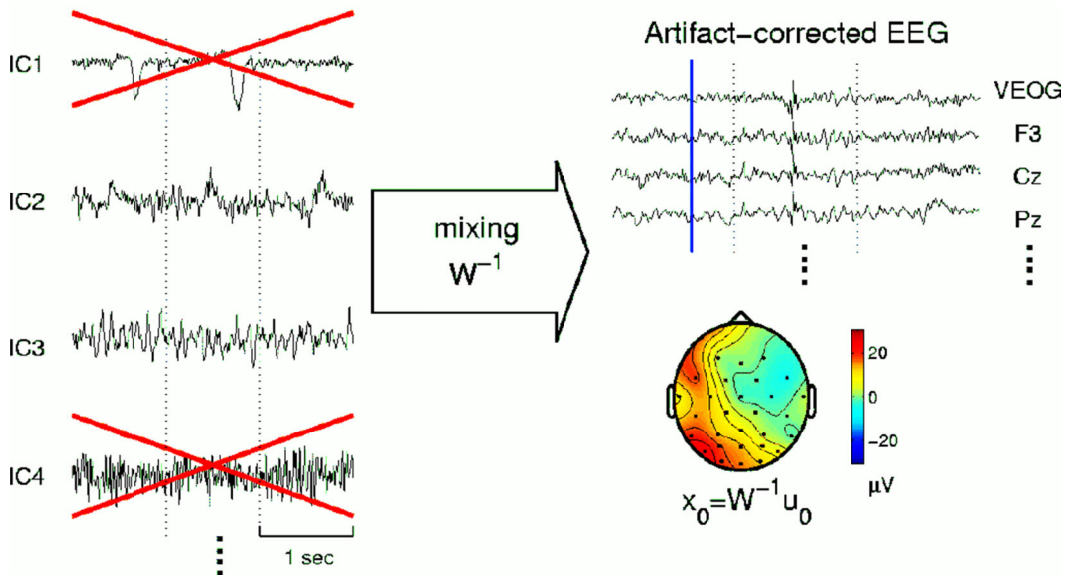 IC1
IC2
IC3
IC4
1 sec
mixing
W⁻¹
Artifact-corrected EEG
VEOG
F3
Cz
Pz
20
0
-20
μV
x₀=W⁻¹u₀